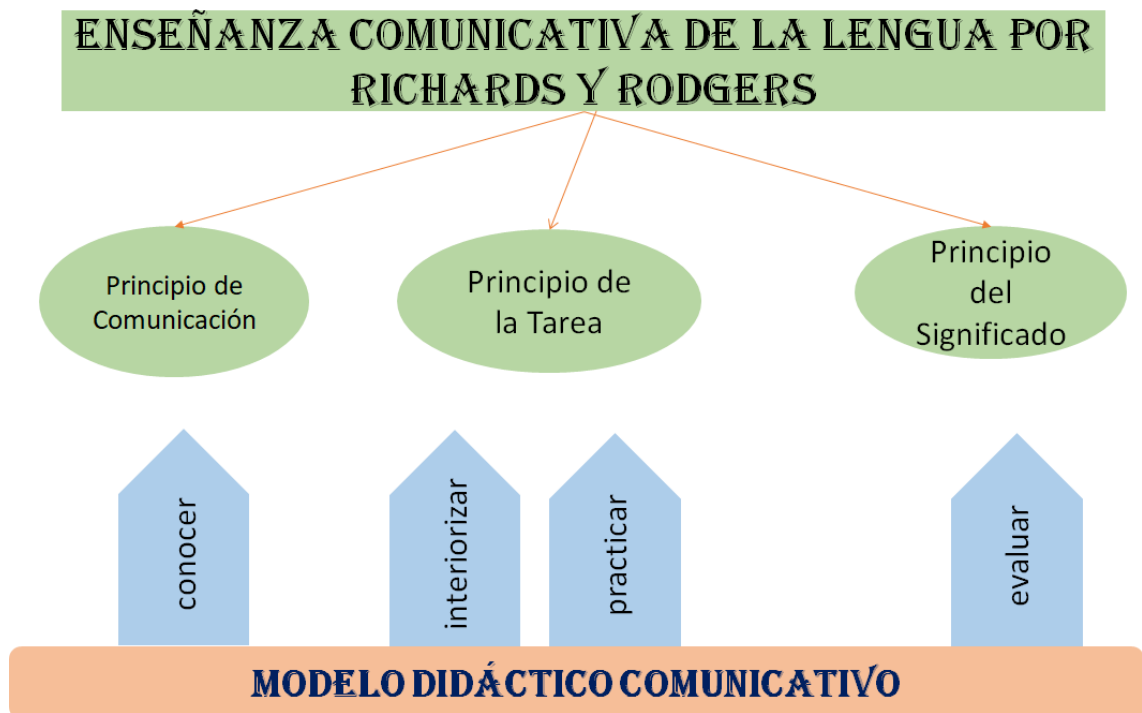 ENSEÑANZA COMUNICATIVA DE LA LENGUA POR
RICHARDS Y RODGERS
Principio de
Comunicación
Principio de
la Tarea
Principio
del
Significado
conocer
interiorizar
practicar
evaluar
MODELO DIDÁCTICO COMUNICATIVO